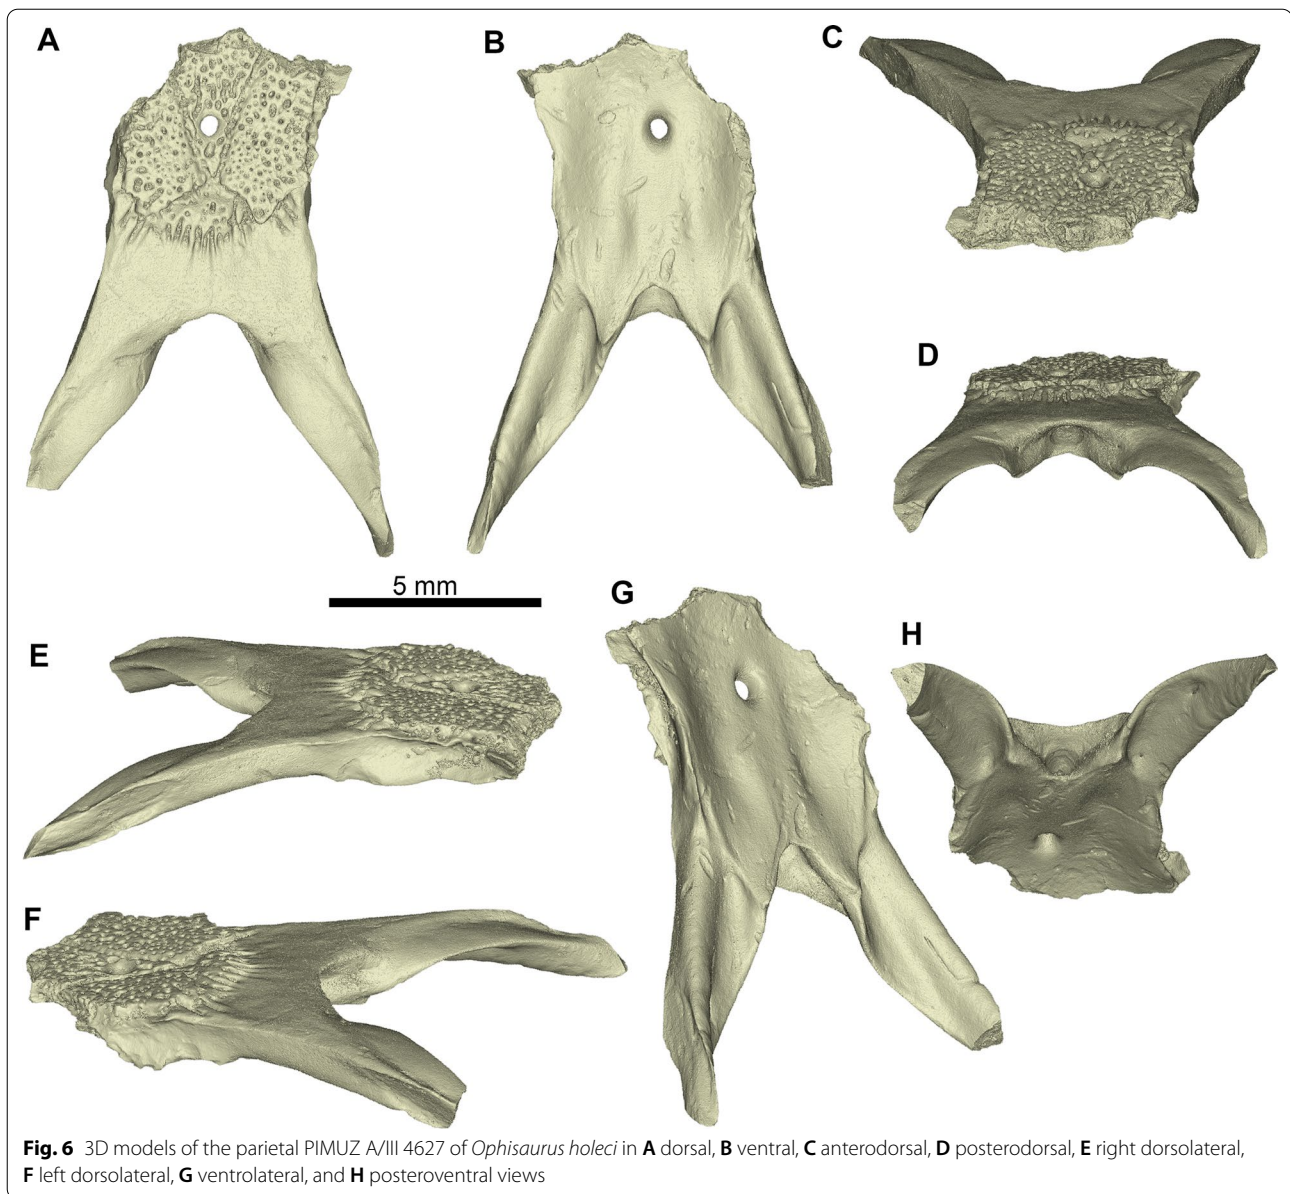 A
B
C
D
5 mm
E
G
H
F
Fig. 6 3D models of the parietal PIMUZ A/III 4627 of Ophisaurus holeci in A dorsal, B ventral, C anterodorsal, D posterodorsal, E right dorsolateral,
F left dorsolateral, G ventrolateral, and H posteroventral views